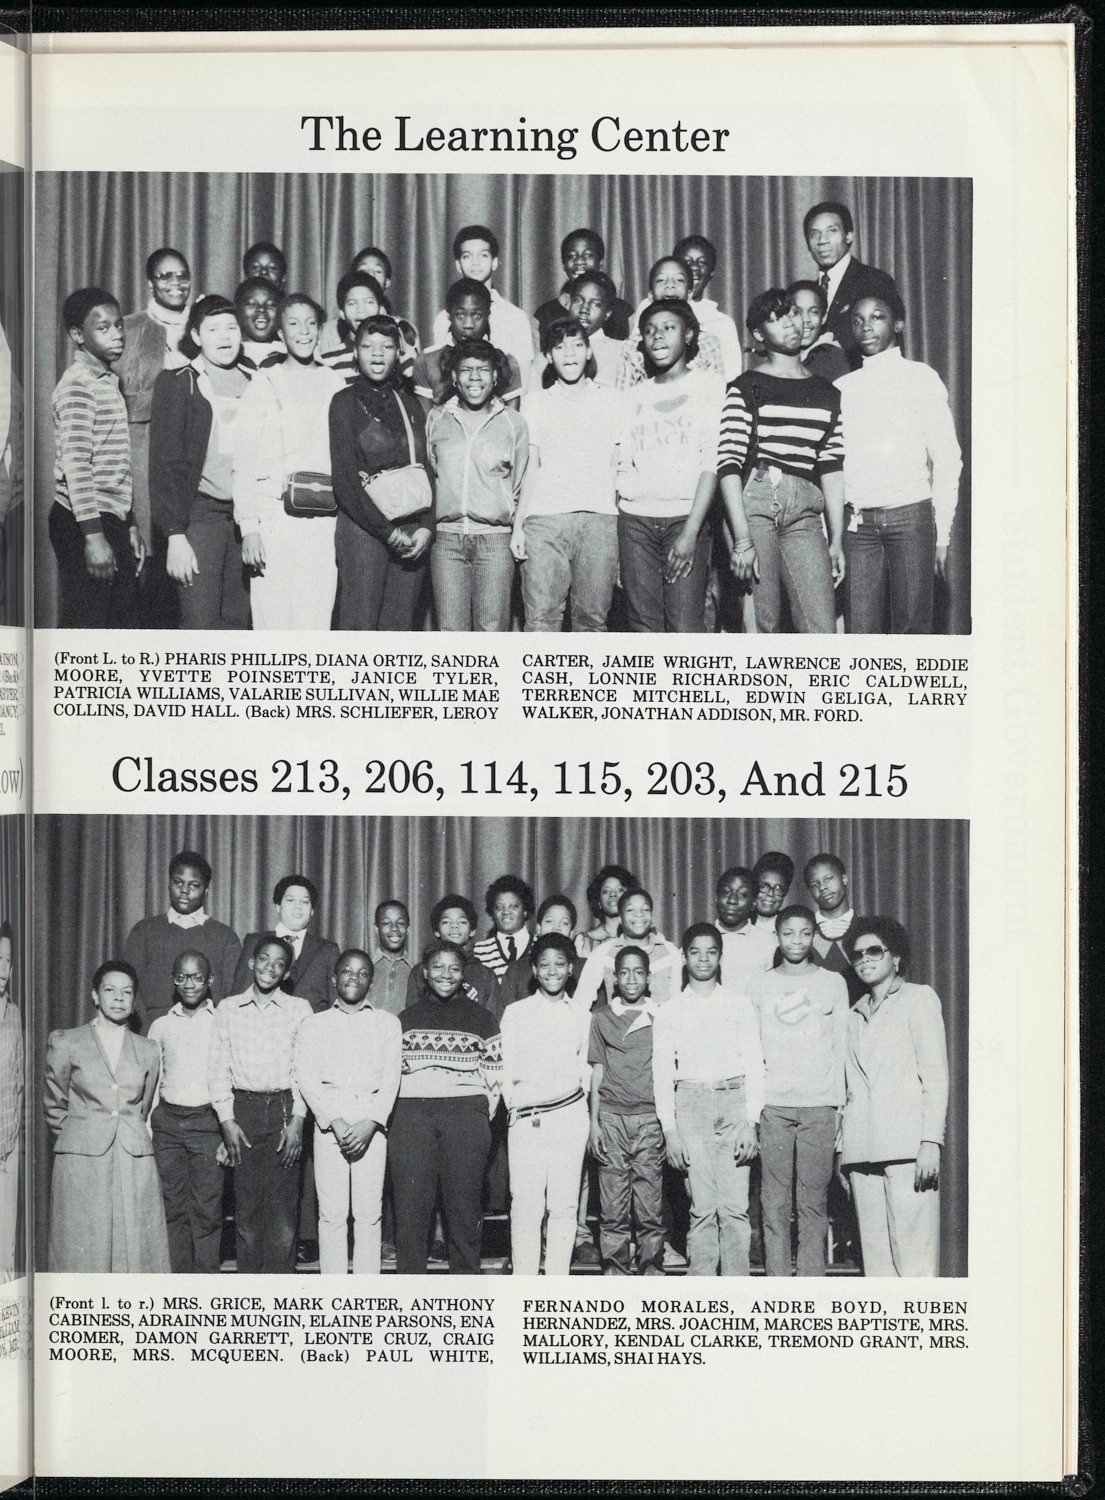 The Learning Center
(Front L. to R.) PHARIS PHILLIPS, DIANA ORTIZ, SANDRA
MOORE, YVETTE POINSETTE, JANICE TYLER,
PATRICIA WILLIAMS, VALARIE SULLIVAN, WILLIE MAE
COLLINS, DAVID HALL. (Back) MRS. SCHLIEFER, LEROY
CARTER, JAMIE WRIGHT, LAWRENCE JONES, EDDIE
CASH, LONNIE RICHARDSON, ERIC CALDWELL,
TERRENCE MITCHELL, EDWIN GELIGA, LARRY
WALKER, JONATHAN ADDISON, MR. FORD.
Classes 213, 206, 114, 115, 203, And 215
(Front l. to r.) MRS. GRICE, MARK CARTER, ANTHONY
CABINESS, ADRAINNE MUNGIN, ELAINE PARSONS, ENA
CROMER, DAMON GARRETT, LEONTE CRUZ, CRAIG
MOORE, MRS. MCQUEEN. (Back) PAUL WHITE,
FERNANDO MORALES, ANDRE BOYD, RUBEN
HERNANDEZ, MRS. JOACHIM, MARCES BAPTISTE, MRS.
MALLORY, KENDAL CLARKE, TREMOND GRANT, MRS.
WILLIAMS, SHAI HAYS.